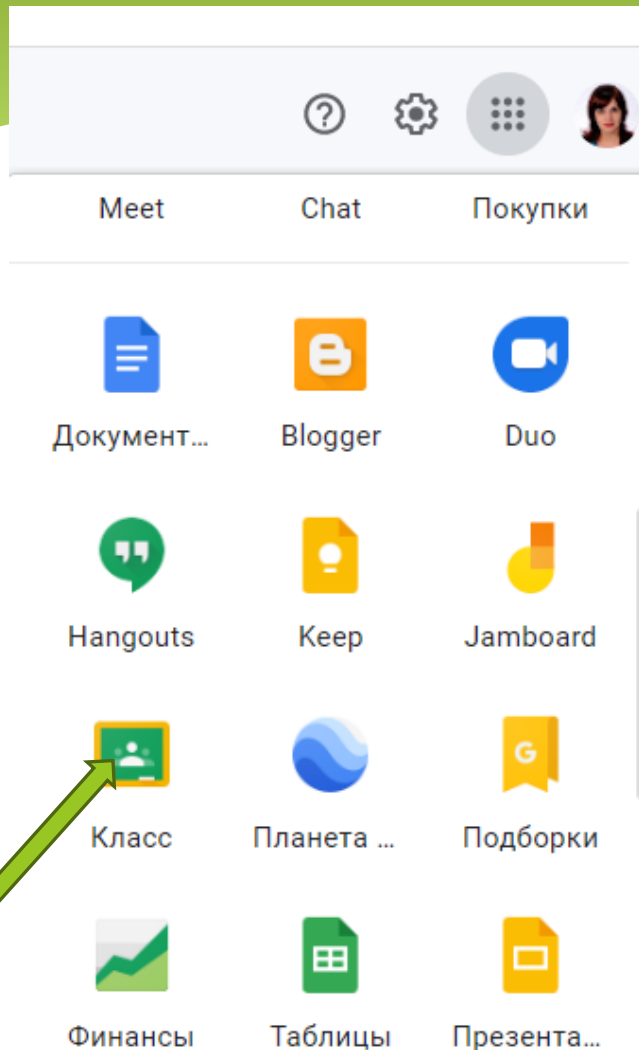 Meet Chat Покупки
Документ... Blogger Duo
Hangouts Keep Jamboard
G
Класс Планета ... Подборки
Финансы Таблицы Презента...